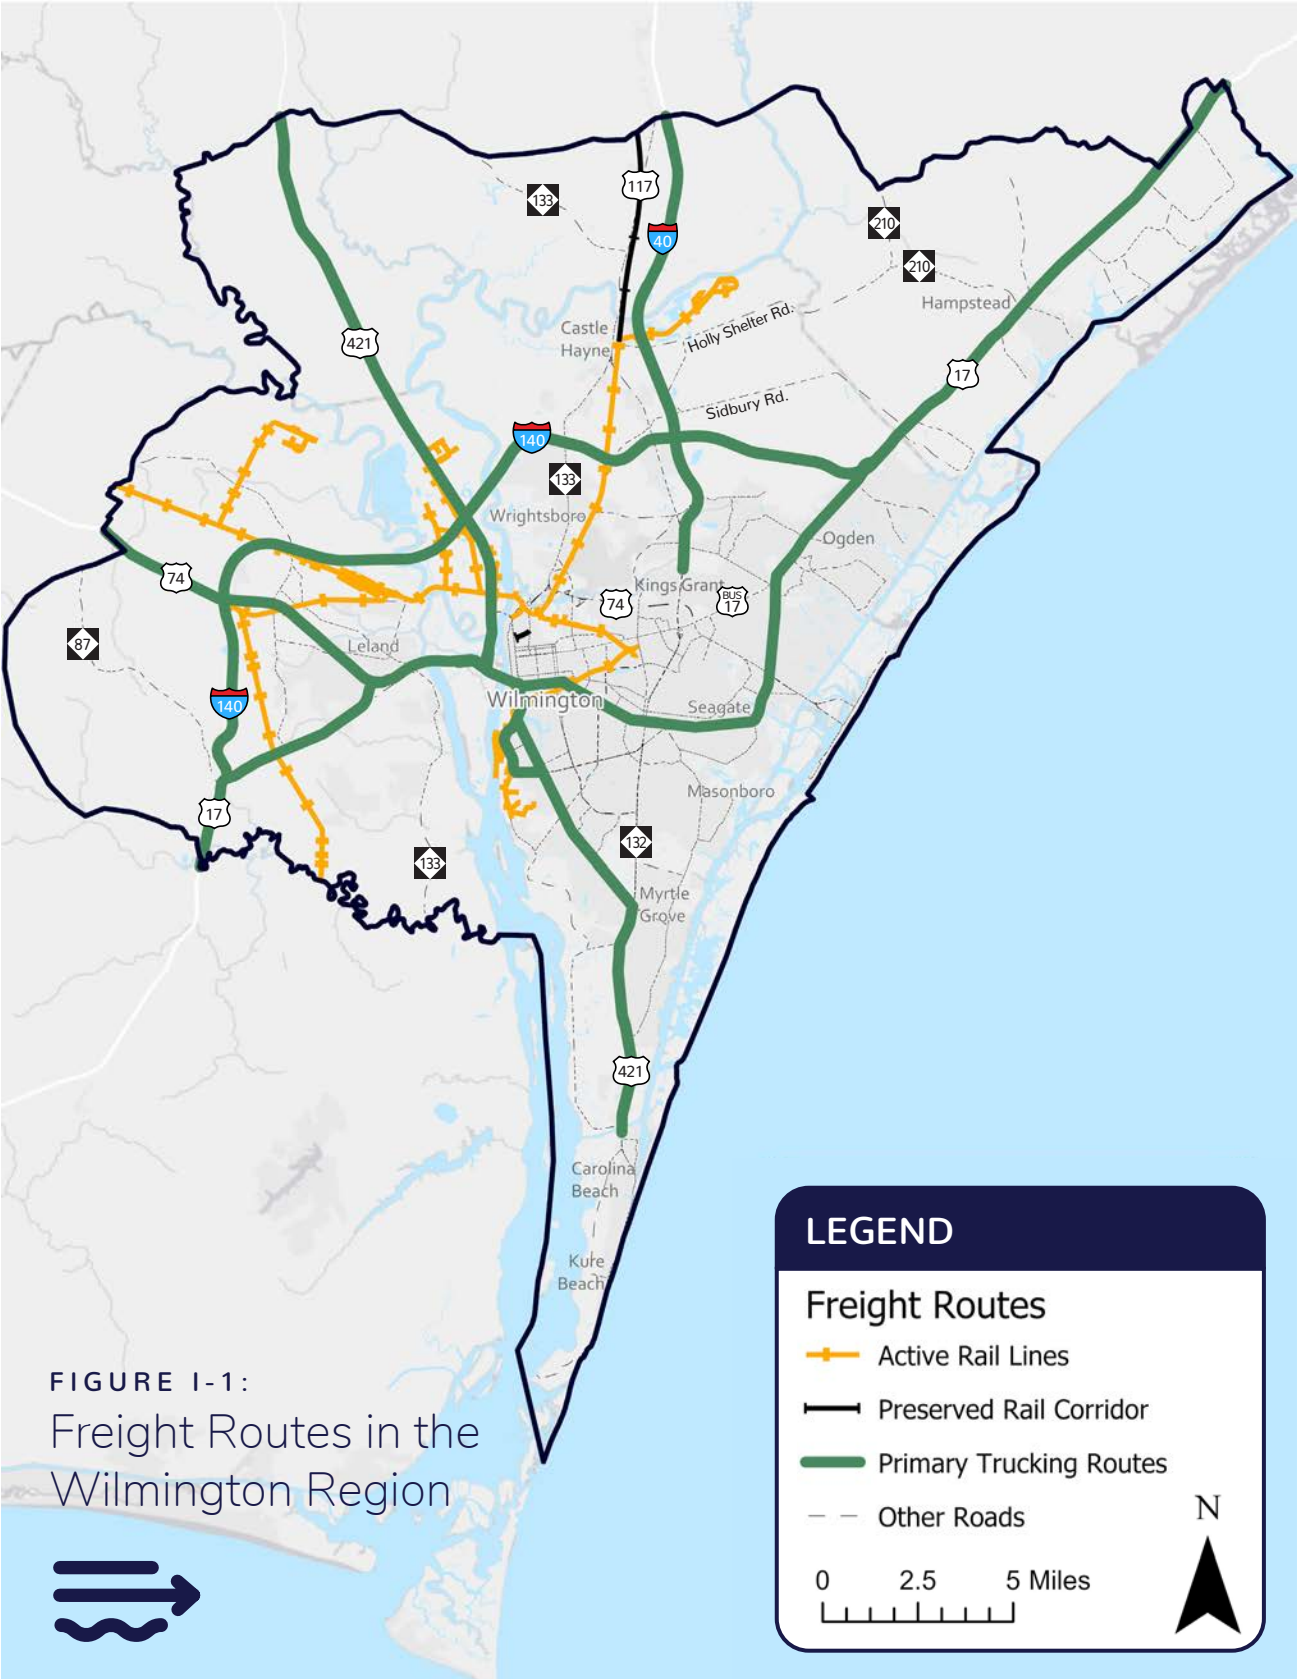 133
117
40
210
210
Hampstead
Castle
Hayne
Holly Shelter Rd.
421
17
Sidbury Rd.
140
133
Wrightsboro
Ogden
74
Kings Grant
74
BUS
17
87
Leland
140
Wilmington
Seagate
17
Masonboro
132
133
Myrtle
Grove
421
Carolina
Beach
Kure
Beach
LEGEND
Freight Routes
Active Rail Lines
Preserved Rail Corridor
Primary Trucking Routes
Other Roads
N
0 2.5 5 Miles
FIGURE I-1:
Freight Routes in the
Wilmington Region